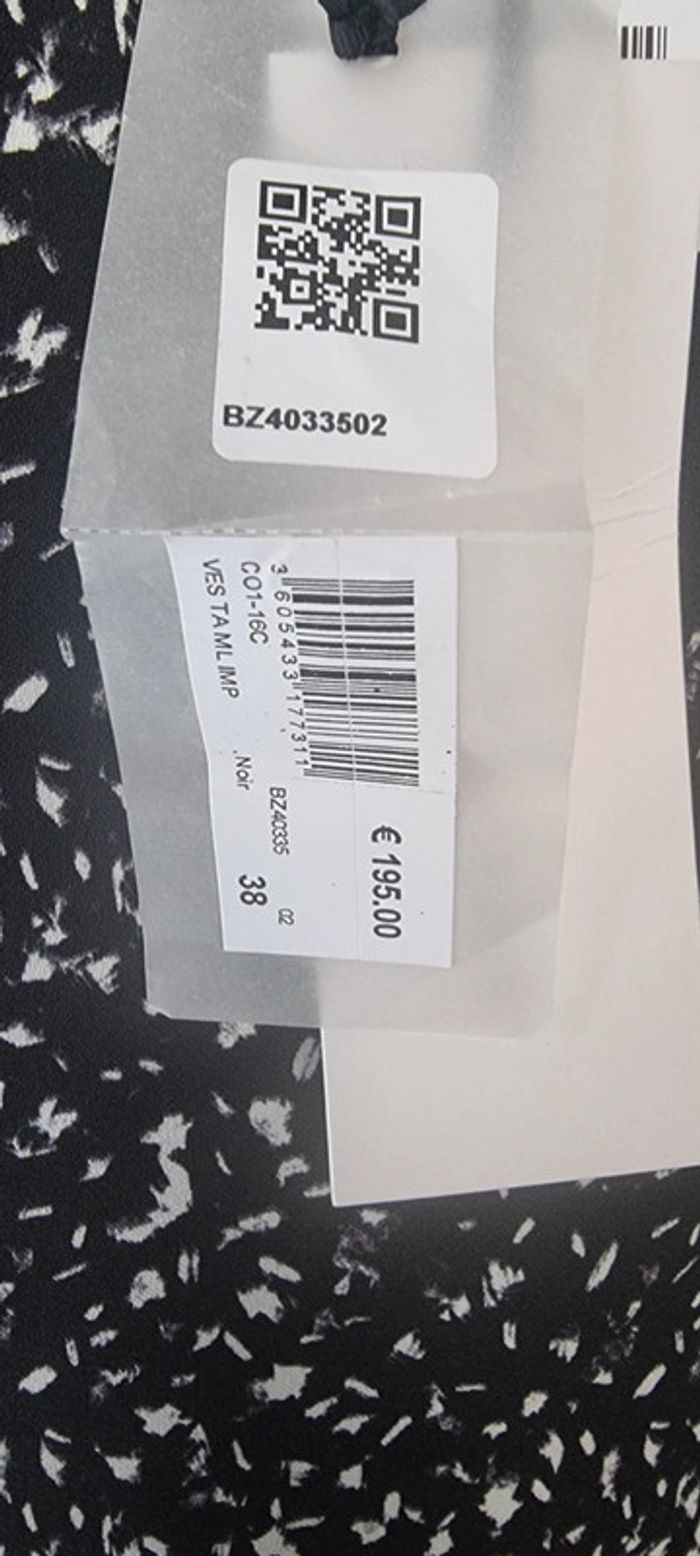 BZ4033502
€ 195.00
3 605433 177311
BZ40335 02
CO1-16C
38
VES TA ML IMP .Noir